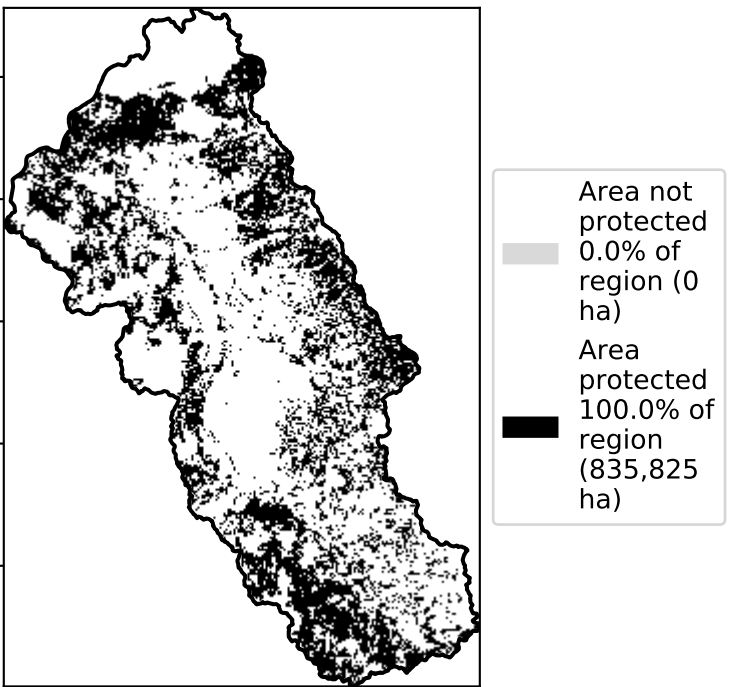 Area not
protected
0.0% of
region (0
ha)
Area
protected
100.0% of
region
(835,825
ha)